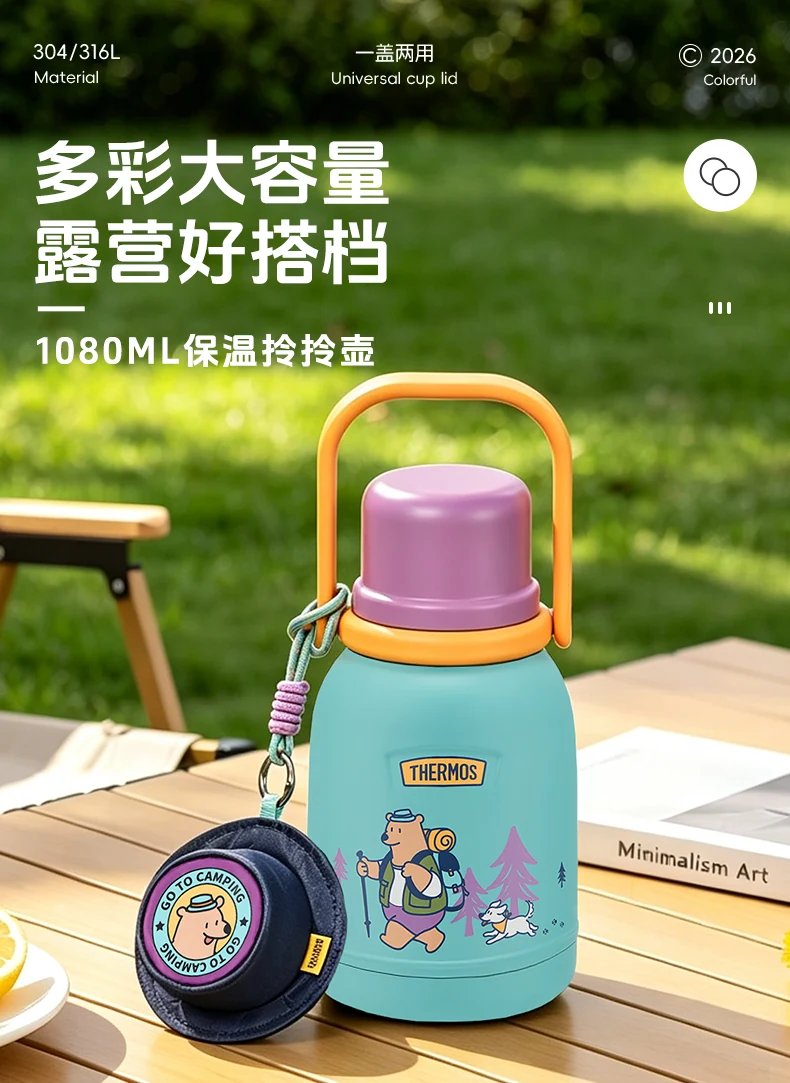 304/316L
Material
一盖两用
Universal cup lid
© 2026
Colorful
多彩大容量
露营好搭档
1080ML保温拎拎壶
THERMOS
GO TO CAMPING
GO TO CAMPING
Minimalism Art